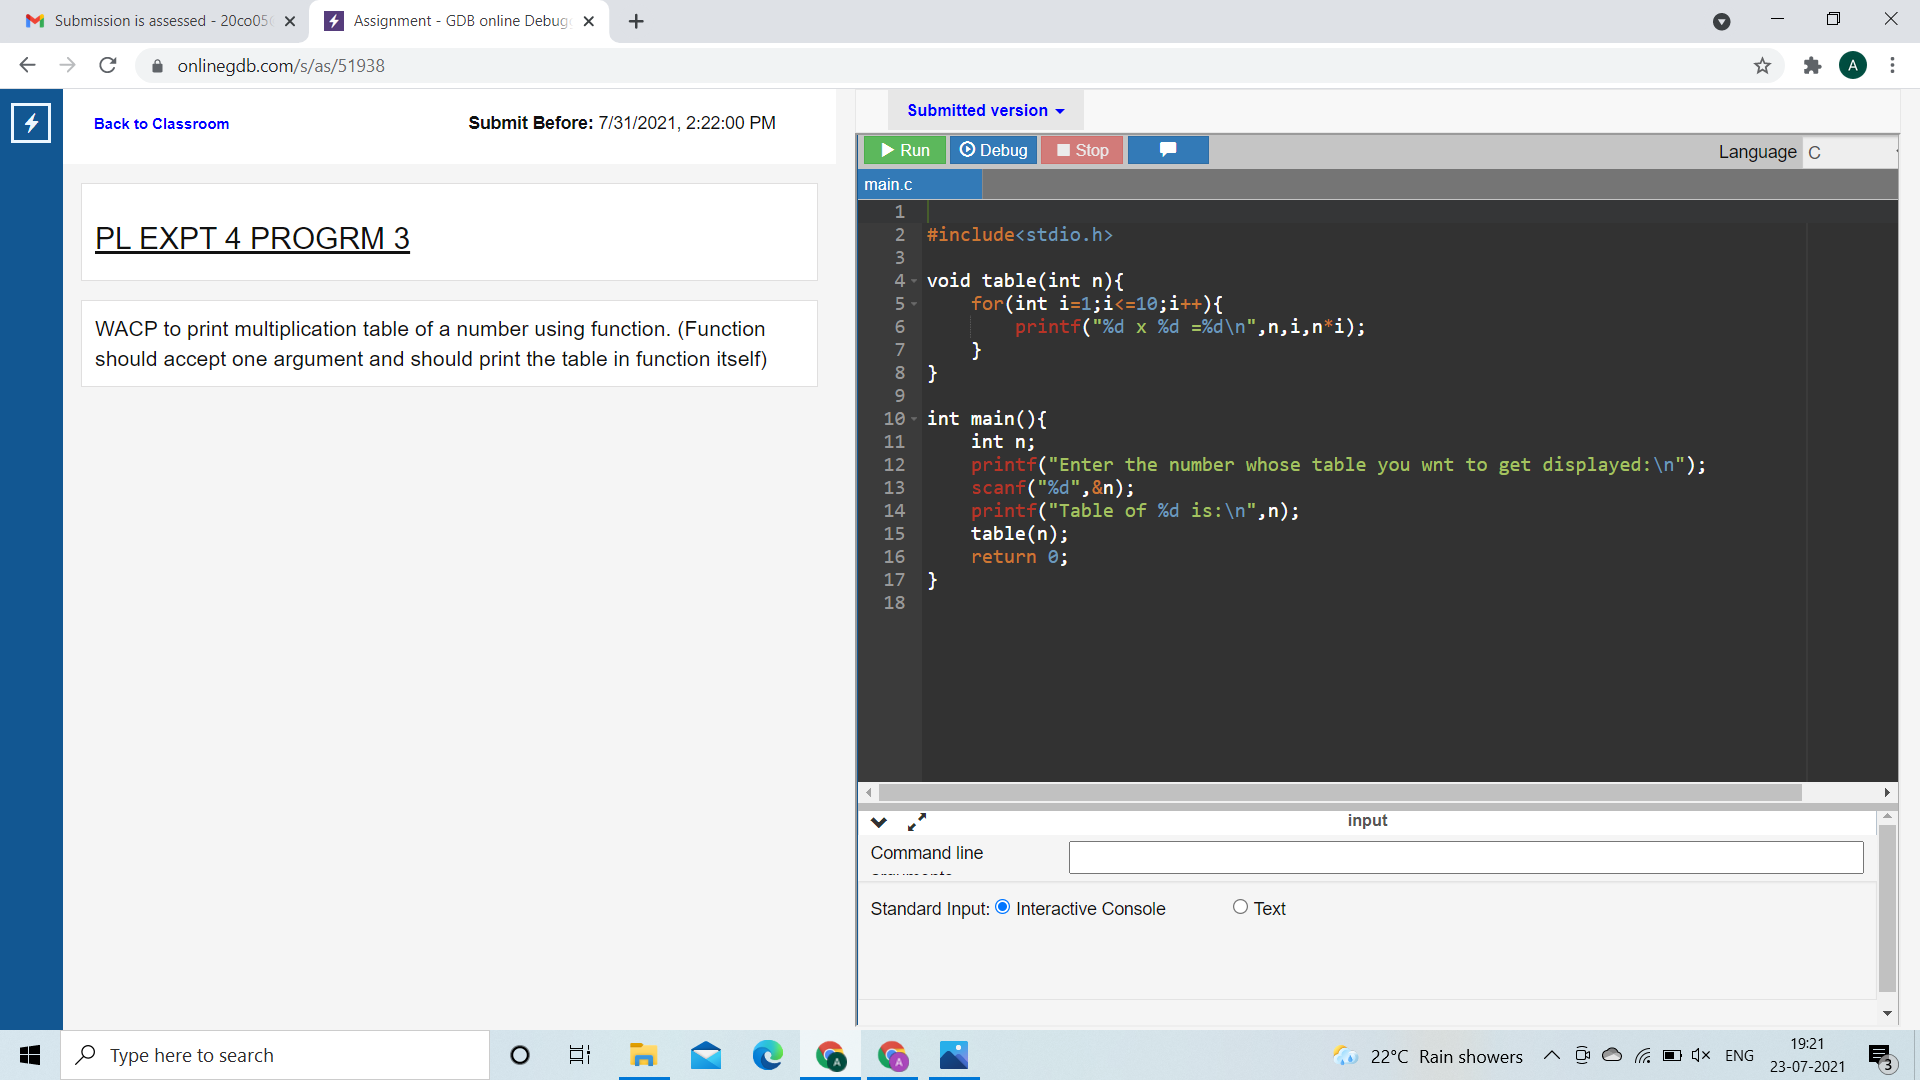 Submission is assessed - 20co05
Assignment - GDB online Debug
onlinegdb.com/s/as/51938
A
Back to Classroom
Submit Before: 7/31/2021, 2:22:00 PM
PL EXPT 4 PROGRM 3
WACP to print multiplication table of a number using function. (Function
should accept one argument and should print the table in function itself)
Submitted version
Run
Debug
Stop
Language C
main.c
1
2 #include<stdio.h>
3
4 void table(int n){
5 for(int i=1;i<=10;i++){
6 printf("%d x %d =%d\n",n,i,n*i);
7 }
8 }
9
10 int main(){
11 int n;
12 printf("Enter the number whose table you wnt to get displayed:\n");
13 scanf("%d",&n);
14 printf("Table of %d is:\n",n);
15 table(n);
16 return 0;
17 }
18
input
Command line
Standard Input: Interactive Console Text
Type here to search
A
A
22°C Rain showers
ENG
19:21
23-07-2021
3